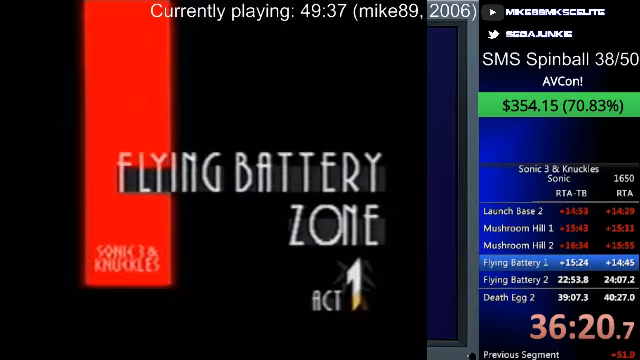 Currently playing: 49:37 (mike89, 2006)
FLYING BATTERY
ZONE
SONIC 3 &
KNUCKLES
ACT 1
MIKE89MKSCELITE
SEGAJUNKIE
SMS Spinball 38/50
AVCon!
$354.15 (70.83%)
Sonic 3 & Knuckles
Sonic 1650
RTA-TB RTA
Launch Base 2 +14:53 +14:29
Mushroom Hill 1 +15:43 +15:11
Mushroom Hill 2 +16:34 +15:55
Flying Battery 1 +15:24 +14:45
Flying Battery 2 22:53.8 24:07.2
Death Egg 2 39:07.3 40:27.0
36:20.7
Previous Segment +51.0